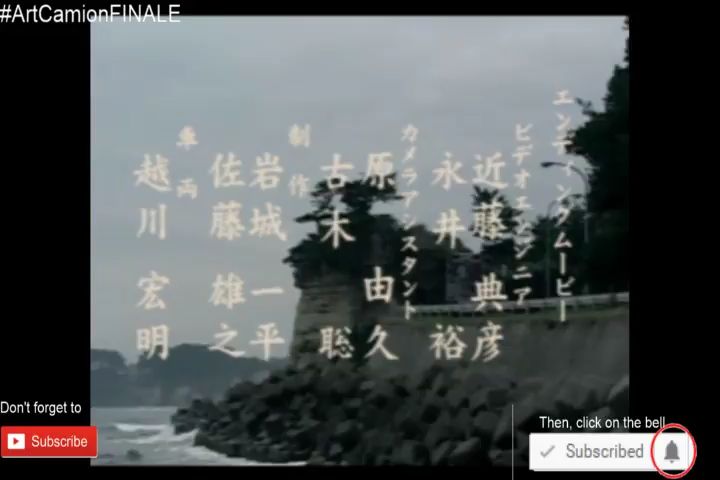 #ArtCamionFINALE
エンディングムービー
ビデオエンジニア
近藤 典彦
永井 裕
カメラアシスタント
原 由久
古木 聡
制作
岩城 一平
佐藤 雄之
車両
越川 宏明
Don't forget to
Subscribe
Then, click on the bell
Subscribed